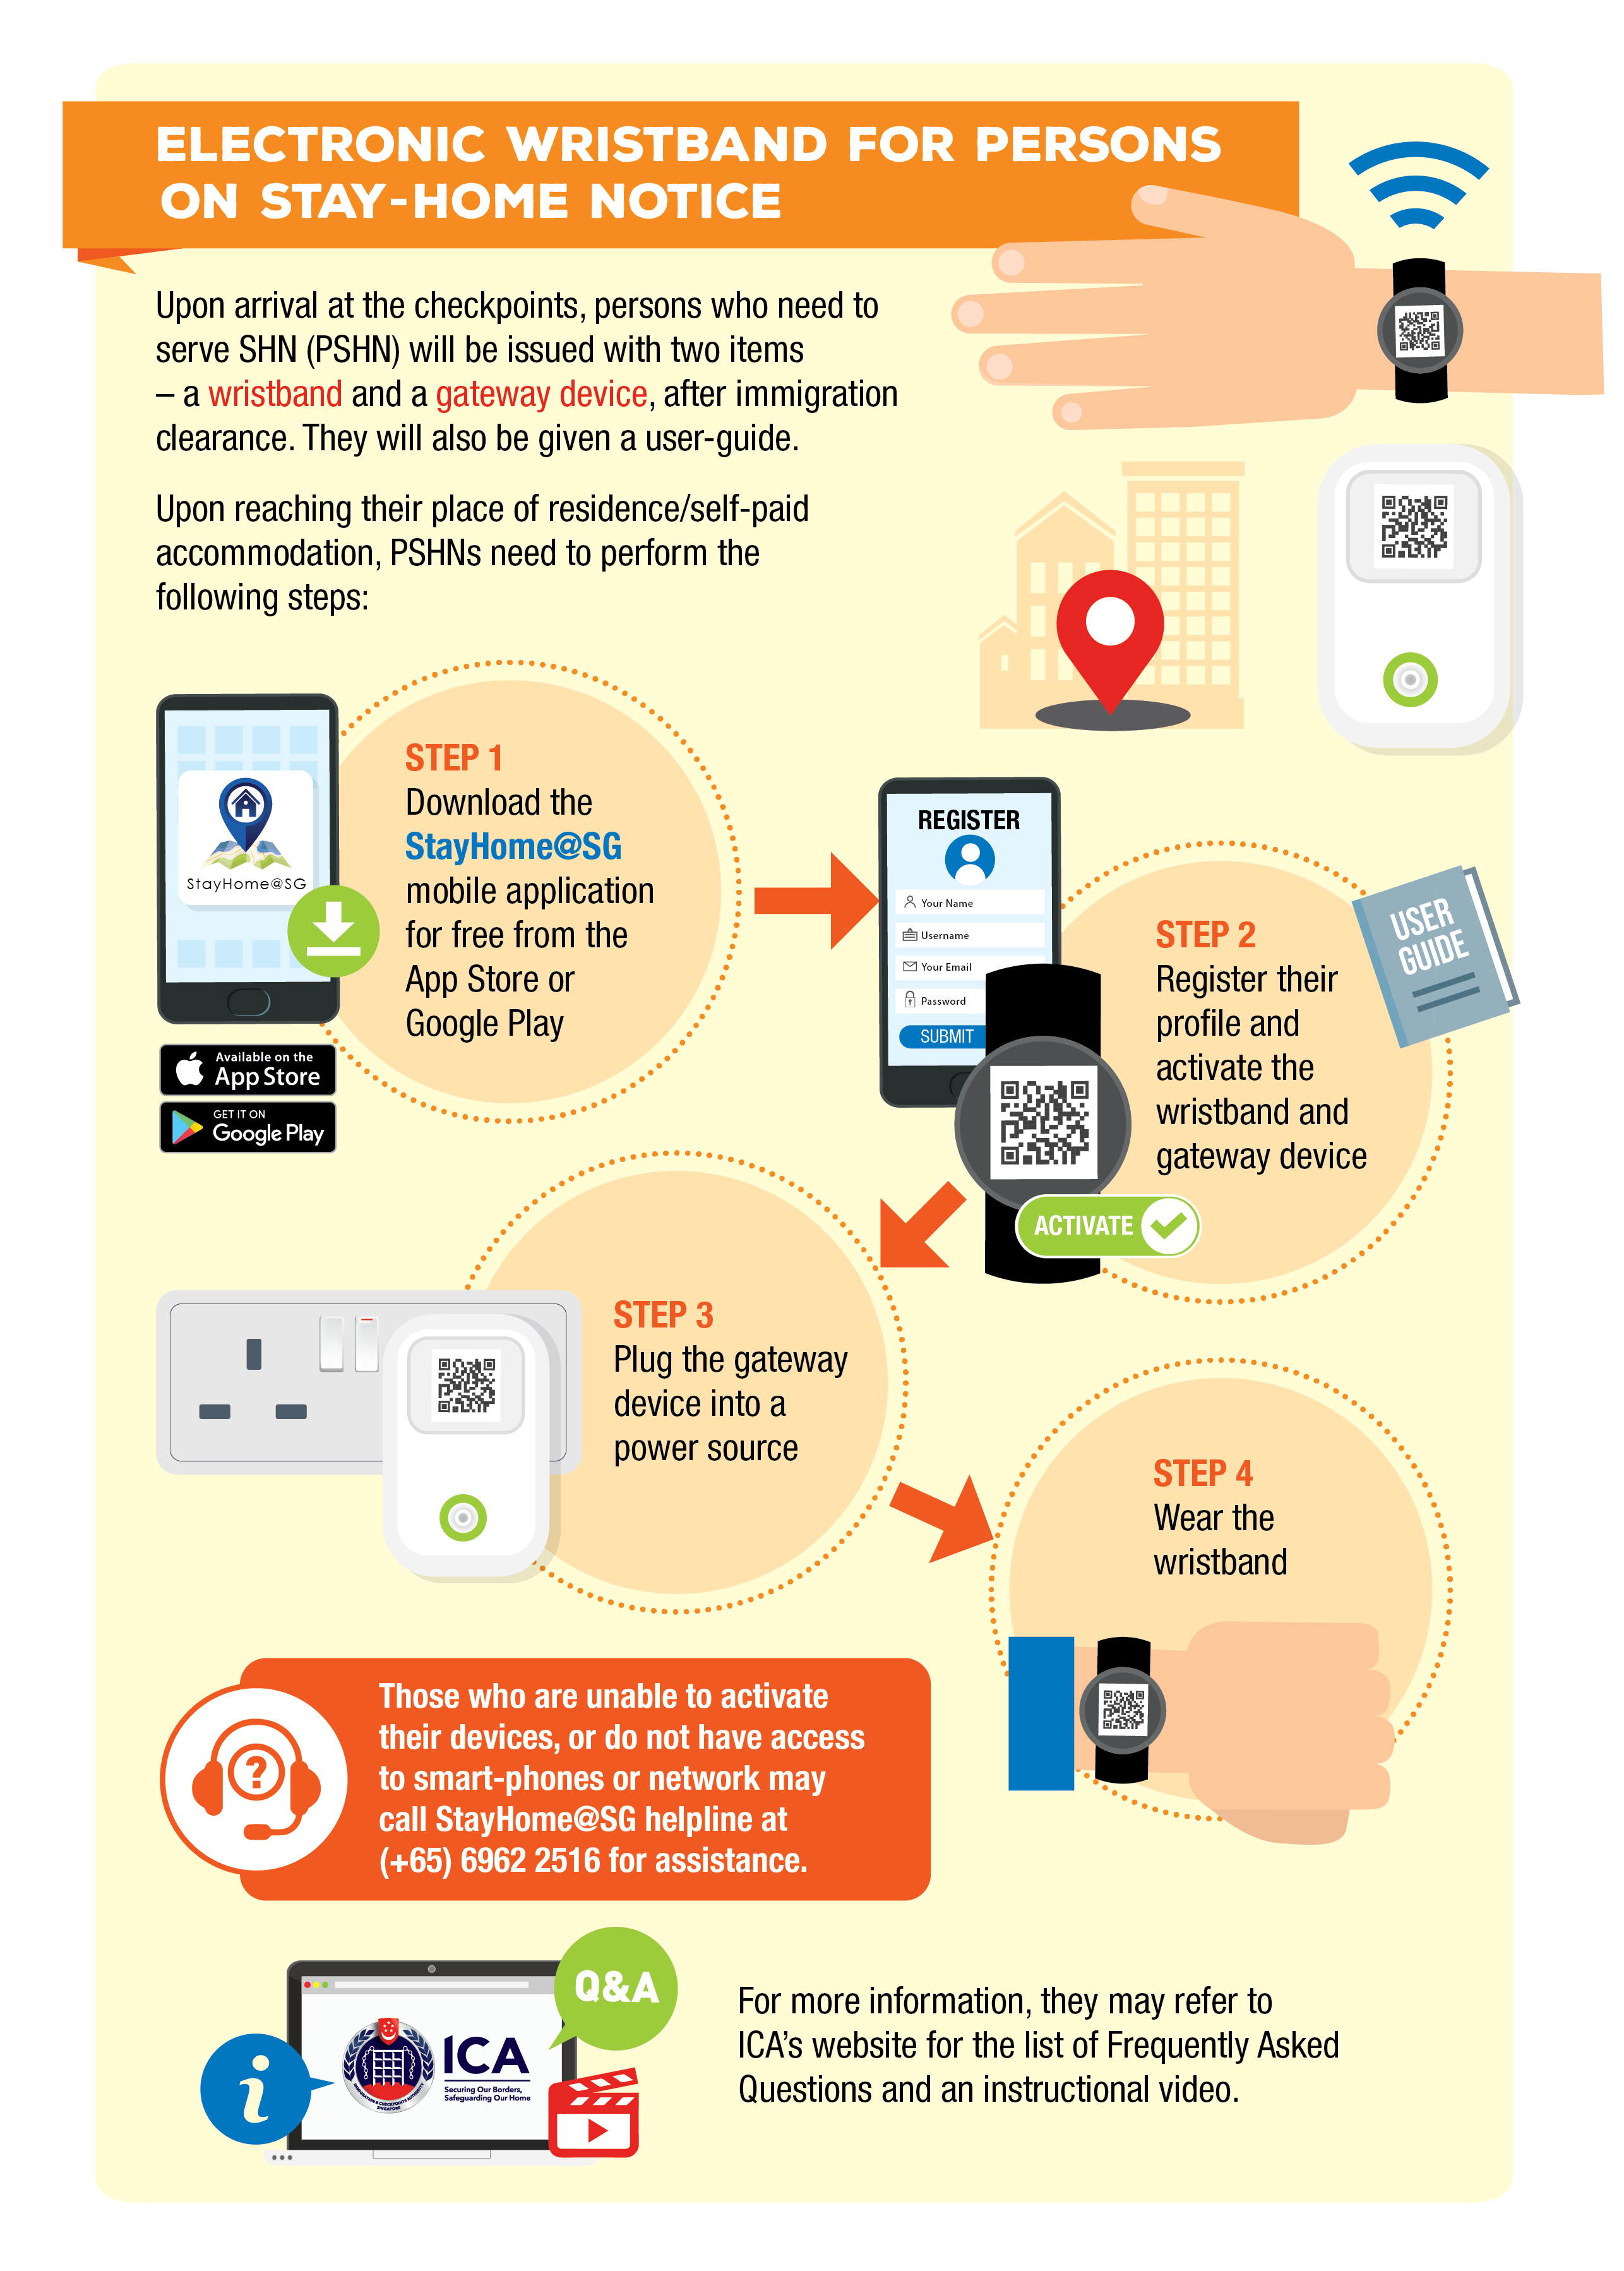 ELECTRONIC WRISTBAND FOR PERSONS
ON STAY-HOME NOTICE
Upon arrival at the checkpoints, persons who need to
serve SHN (PSHN) will be issued with two items
– a wristband and a gateway device, after immigration
clearance. They will also be given a user-guide.
Upon reaching their place of residence/self-paid
accommodation, PSHNs need to perform the
following steps:
StayHome@SG
Available on the
App Store
GET IT ON
Google Play
STEP 1
Download the
StayHome@SG
mobile application
for free from the
App Store or
Google Play
REGISTER
Your Name
Username
Your Email
Password
SUBMIT
ACTIVATE
STEP 2
Register their
profile and
activate the
wristband and
gateway device
USER
GUIDE
STEP 3
Plug the gateway
device into a
power source
STEP 4
Wear the
wristband
?
Those who are unable to activate
their devices, or do not have access
to smart-phones or network may
call StayHome@SG helpline at
(+65) 6962 2516 for assistance.
i
IMMIGRATION & CHECKPOINTS AUTHORITY
SINGAPORE
ICA
Securing Our Borders,
Safeguarding Our Home
Q&A
For more information, they may refer to
ICA's website for the list of Frequently Asked
Questions and an instructional video.